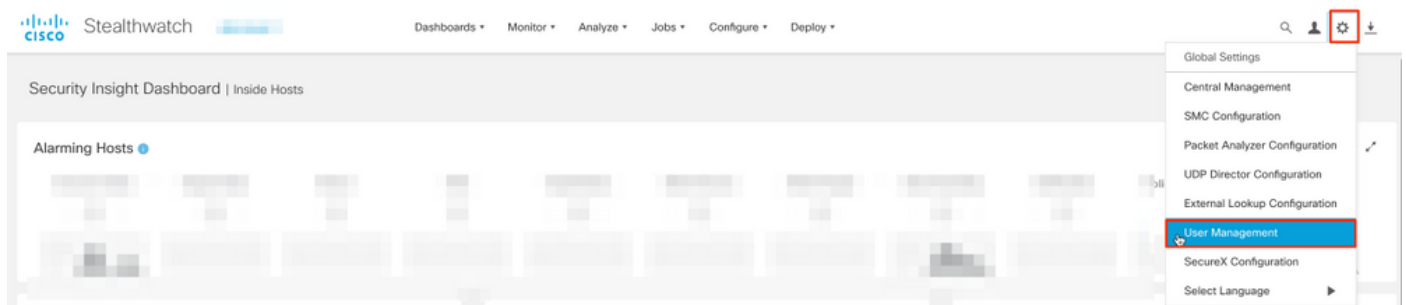 CISCO Stealthwatch Dashboards Monitor Analyze Jobs Configure Deploy
Global Settings
Security Insight Dashboard | Inside Hosts
Central Management
SMC Configuration
Alarming Hosts
Packet Analyzer Configuration
UDP Director Configuration
External Lookup Configuration
User Management
SecureX Configuration
Select Language